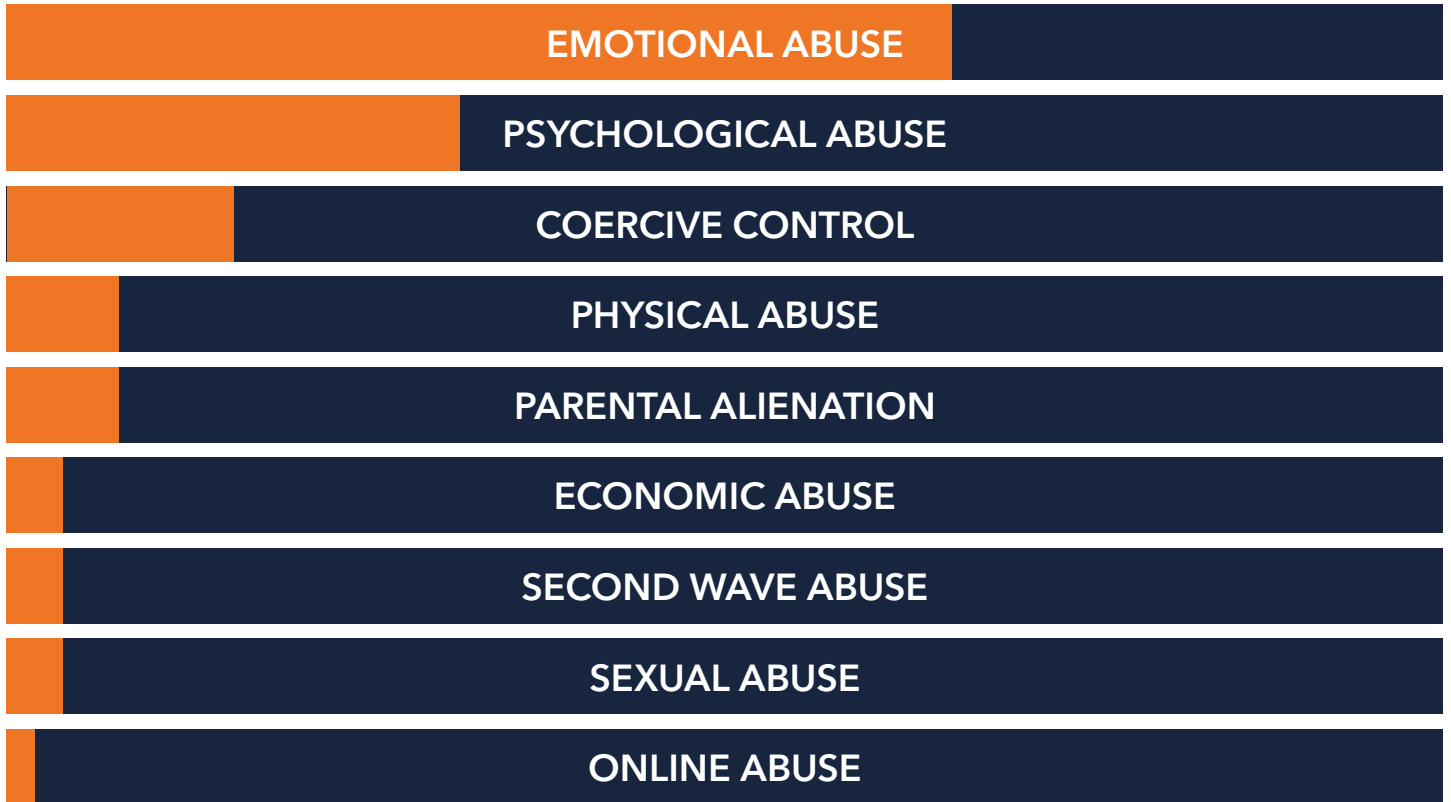 EMOTIONAL ABUSE
PSYCHOLOGICAL ABUSE
COERCIVE CONTROL
PHYSICAL ABUSE
PARENTAL ALIENATION
ECONOMIC ABUSE
SECOND WAVE ABUSE
SEXUAL ABUSE
ONLINE ABUSE